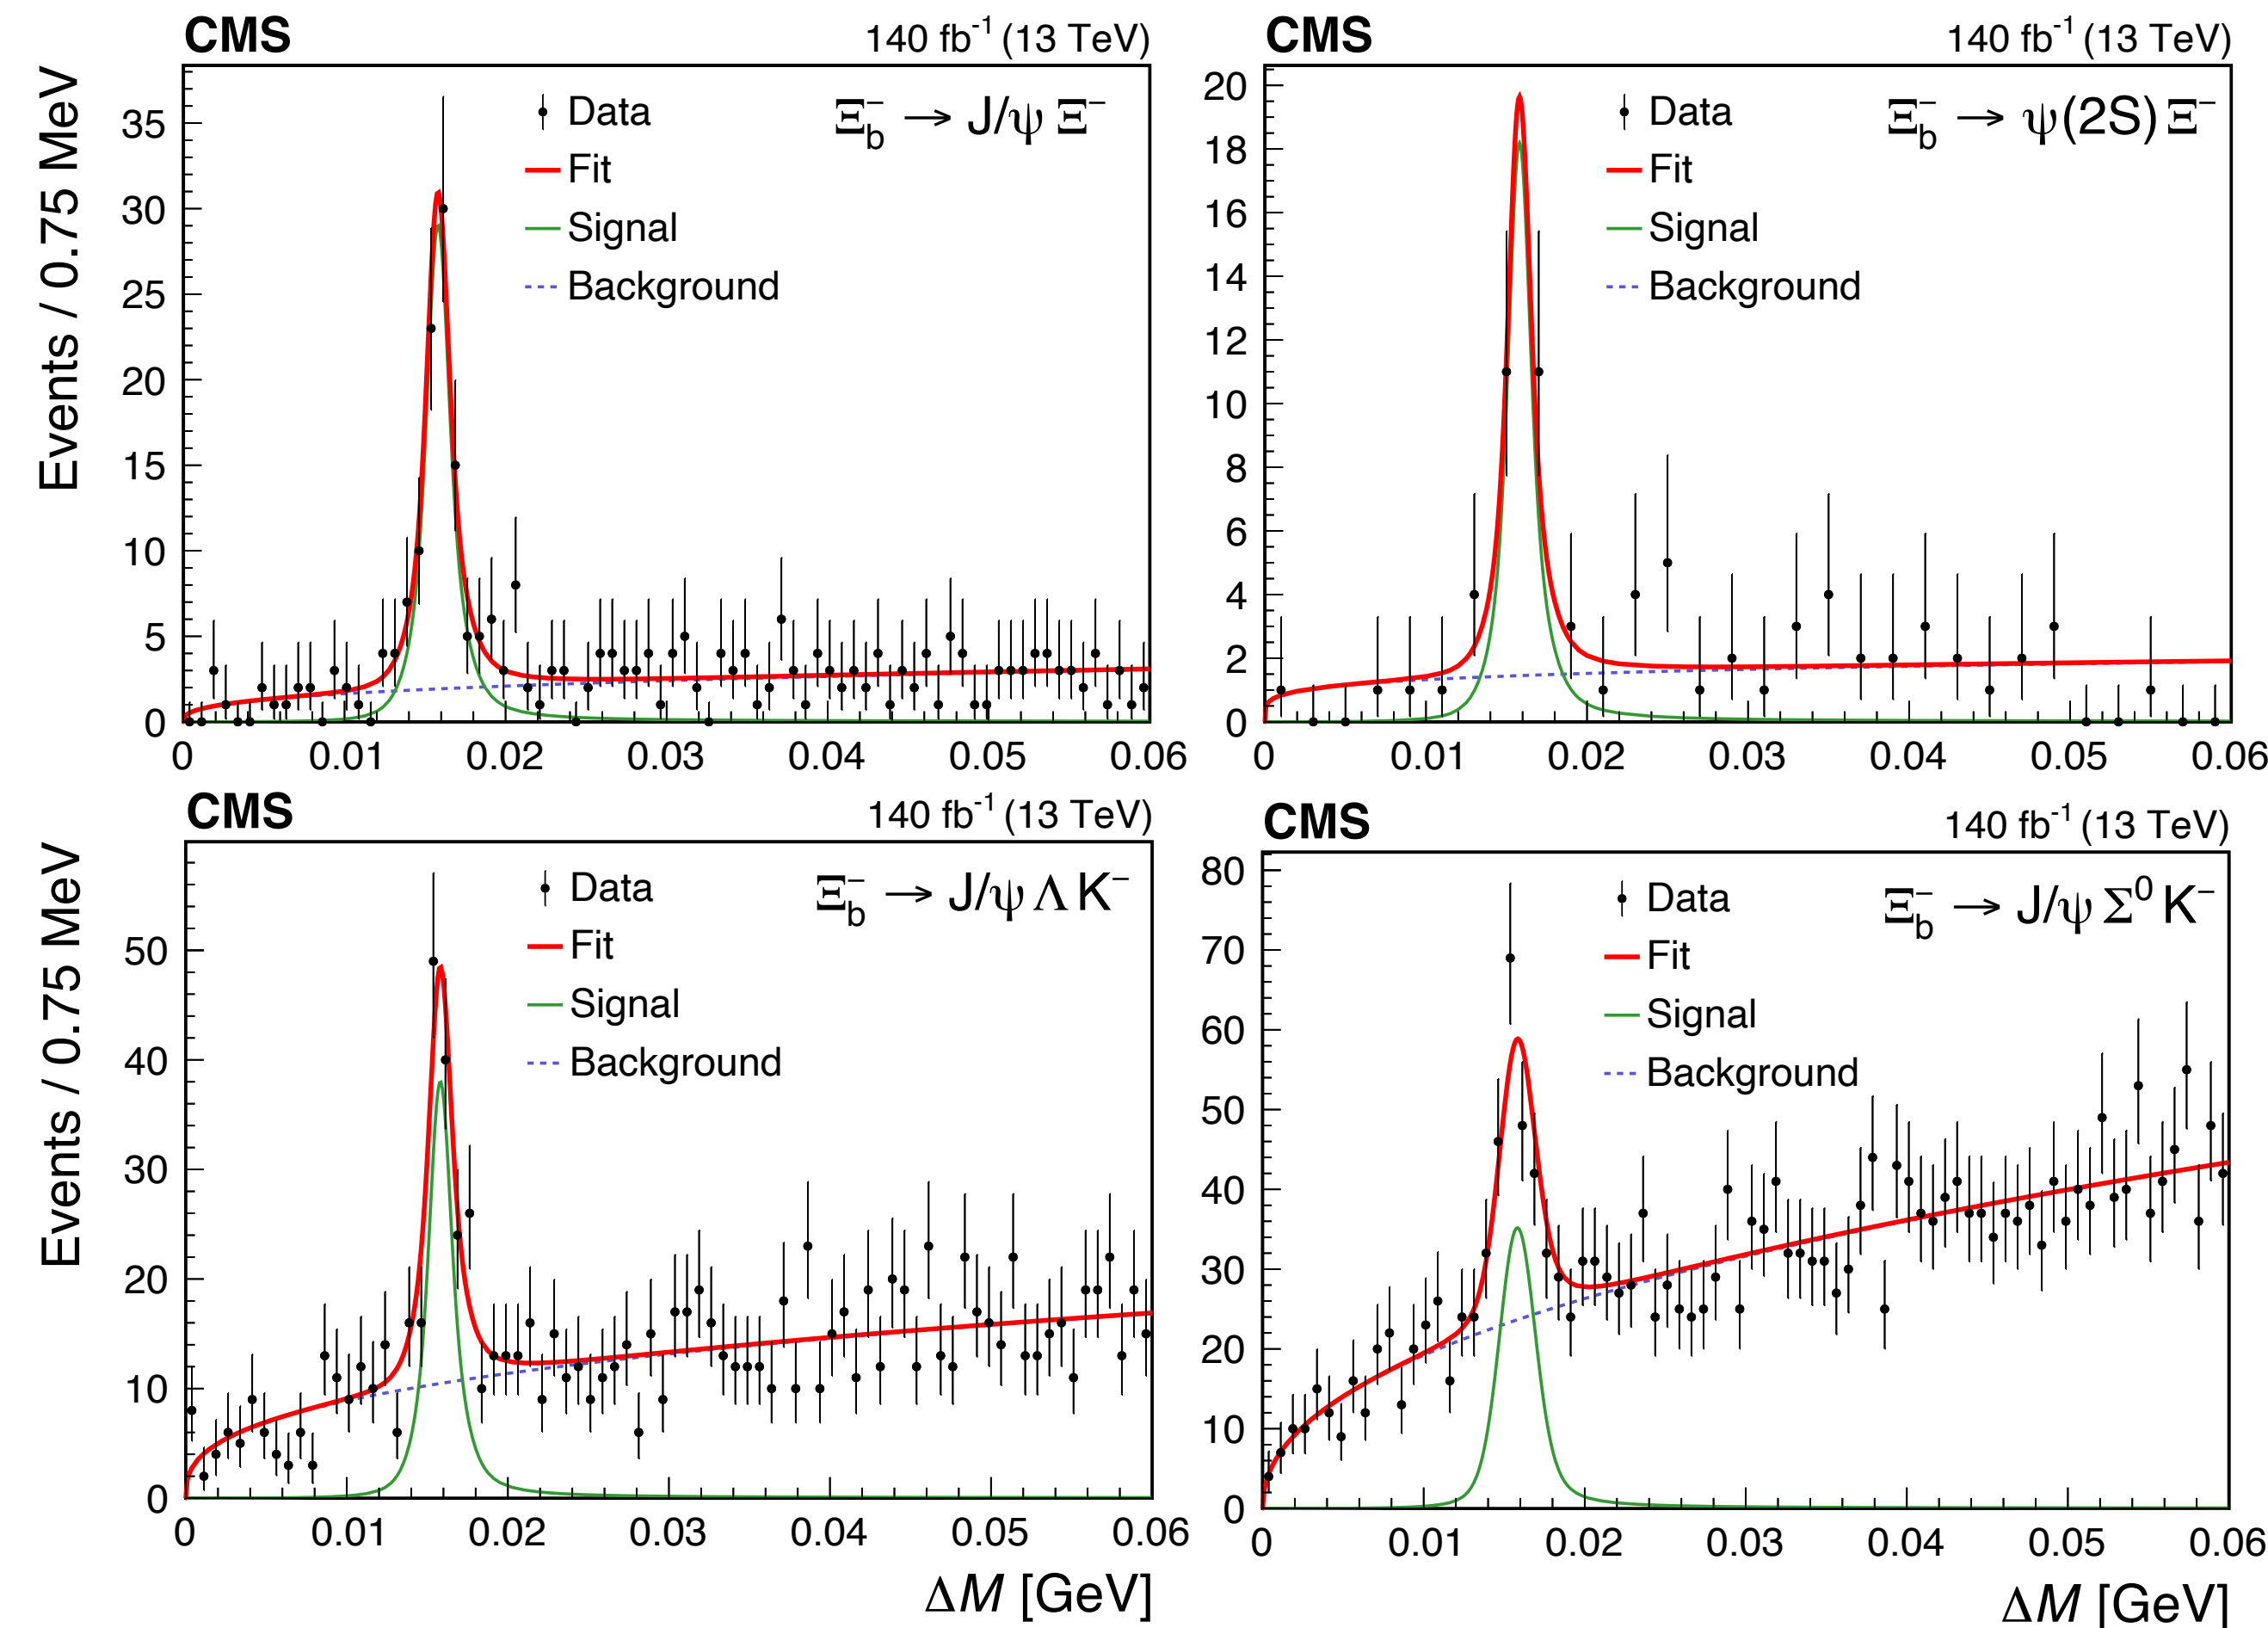 CMS 140 fb⁻¹ (13 TeV)
Events / 0.75 MeV
Data
Fit
Signal
Background
Ξb⁻ → J/ψ Ξ⁻
35
30
25
20
15
10
5
0
0 0.01 0.02 0.03 0.04 0.05 0.06
CMS 140 fb⁻¹ (13 TeV)
Data
Fit
Signal
Background
Ξb⁻ → ψ(2S) Ξ⁻
20
18
16
14
12
10
8
6
4
2
0
0 0.01 0.02 0.03 0.04 0.05 0.06
CMS 140 fb⁻¹ (13 TeV)
Events / 0.75 MeV
Data
Fit
Signal
Background
Ξb⁻ → J/ψ Λ K⁻
50
40
30
20
10
0
0 0.01 0.02 0.03 0.04 0.05 0.06
ΔM [GeV]
CMS 140 fb⁻¹ (13 TeV)
Data
Fit
Signal
Background
Ξb⁻ → J/ψ Σ⁰ K⁻
80
70
60
50
40
30
20
10
0
0 0.01 0.02 0.03 0.04 0.05 0.06
ΔM [GeV]